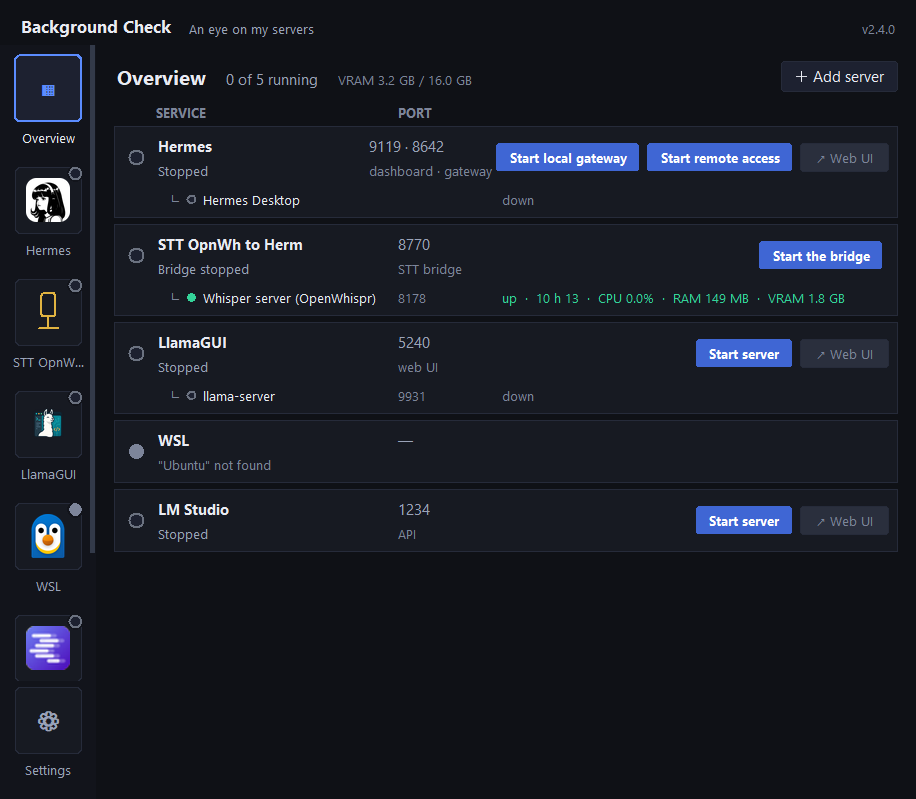 Background Check An eye on my servers v2.4.0
Overview 0 of 5 running VRAM 3.2 GB / 16.0 GB + Add server
SERVICE PORT
Hermes 9119 · 8642 Start local gateway Start remote access ↗ Web UI
Stopped dashboard · gateway
Hermes Desktop down
STT OpnWh to Herm 8770 Start the bridge
Bridge stopped STT bridge
Whisper server (OpenWhispr) 8178 up · 10 h 13 · CPU 0.0% · RAM 149 MB · VRAM 1.8 GB
LlamaGUI 5240 Start server ↗ Web UI
Stopped web UI
llama-server 9931 down
WSL —
"Ubuntu" not found
LM Studio 1234 Start server ↗ Web UI
Stopped API
Overview
Hermes
STT OpnW...
LlamaGUI
WSL
Settings